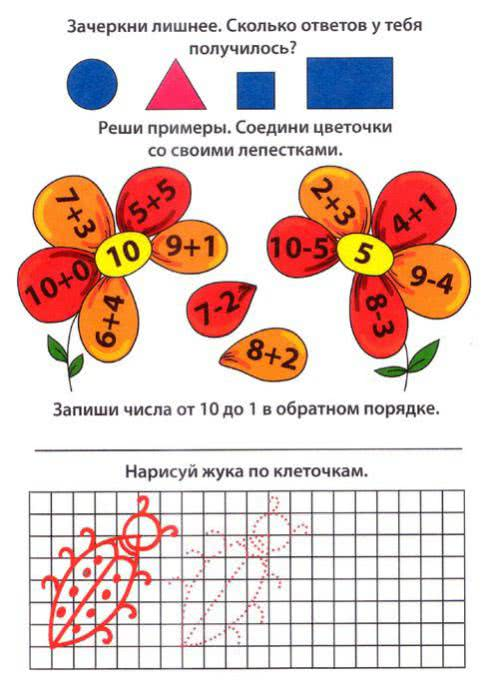 Зачеркни лишнее. Сколько ответов у тебя
получилось?
Реши примеры. Соедини цветочки
со своими лепестками.
7+3
5+5
10
9+1
10+0
6+4
2+3
4+1
10-5
5
9-4
8-3
7-2
8+2
Запиши числа от 10 до 1 в обратном порядке.
Нарисуй жука по клеточкам.